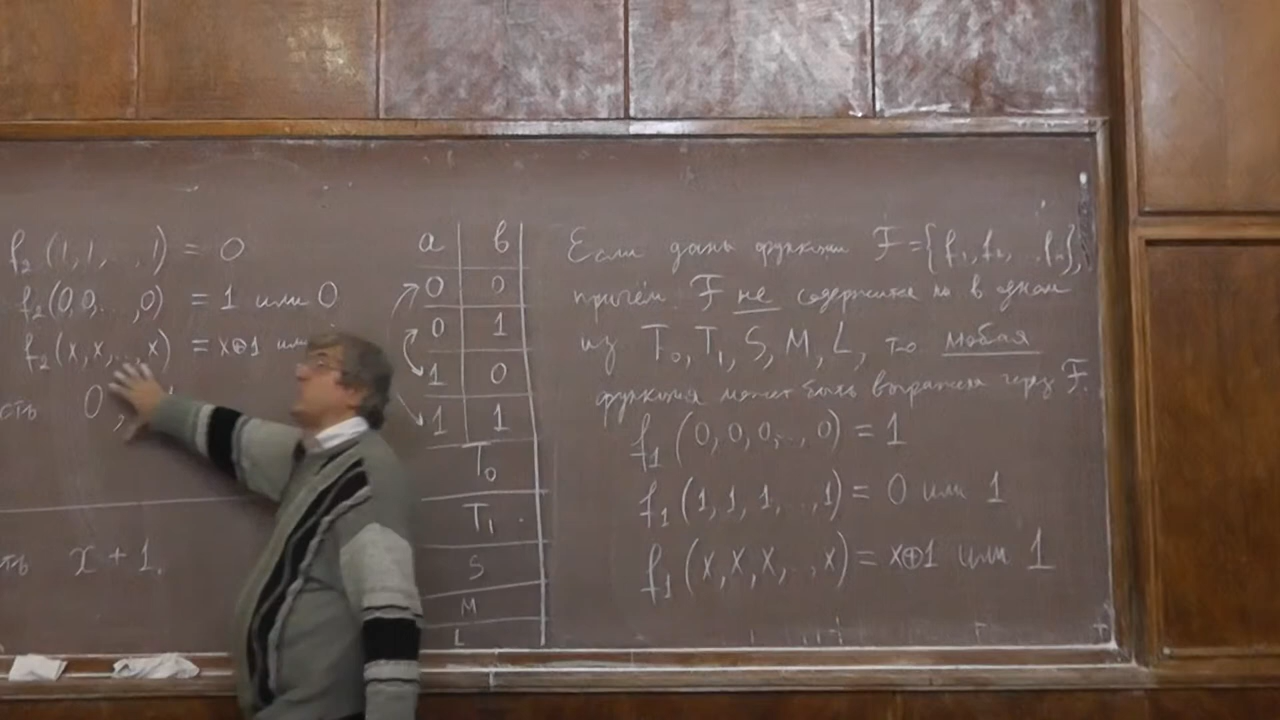 f₂(1,1,..,1) = 0
f₂(0,0,...,0) = 1 или 0
f₂(x,x,..,x) = x⊕1 или
сть 0,
ть x + 1.
a | b
0 | 0
0 | 1
1 | 0
1 | 1
T₀
T₁
S
M
L
Если даны функции F={f₁,f₂,...fₙ},
причём F не содержится ни в одном
из T₀,T₁,S,M,L, то любая
функция может быть выражена через F.
f₁(0,0,0,..,0) = 1
f₁(1,1,1,..,1) = 0 или 1
f₁(x,x,x,..,x) = x⊕1 или 1